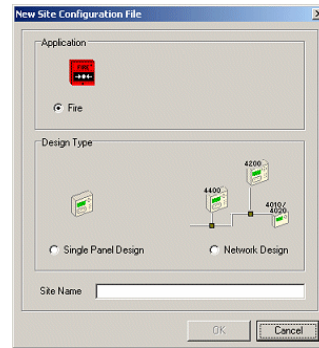 New Site Configuration File
Application
FIRE
Fire
Design Type
4200
4400
4010/
4020
Single Panel Design
Network Design
Site Name
OK
Cancel